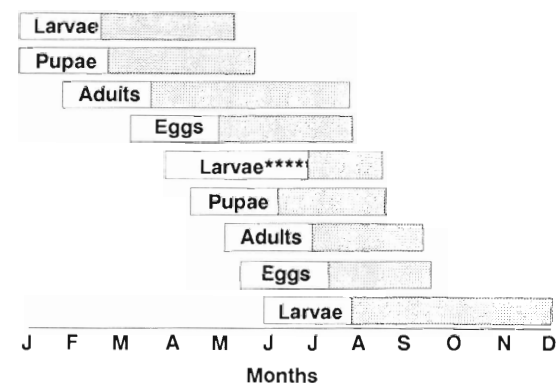 Larvae
Pupae
Adults
Eggs
Larvae*****
Pupae
Adults
Eggs
Larvae
J F M A M J J A S O N D
Months